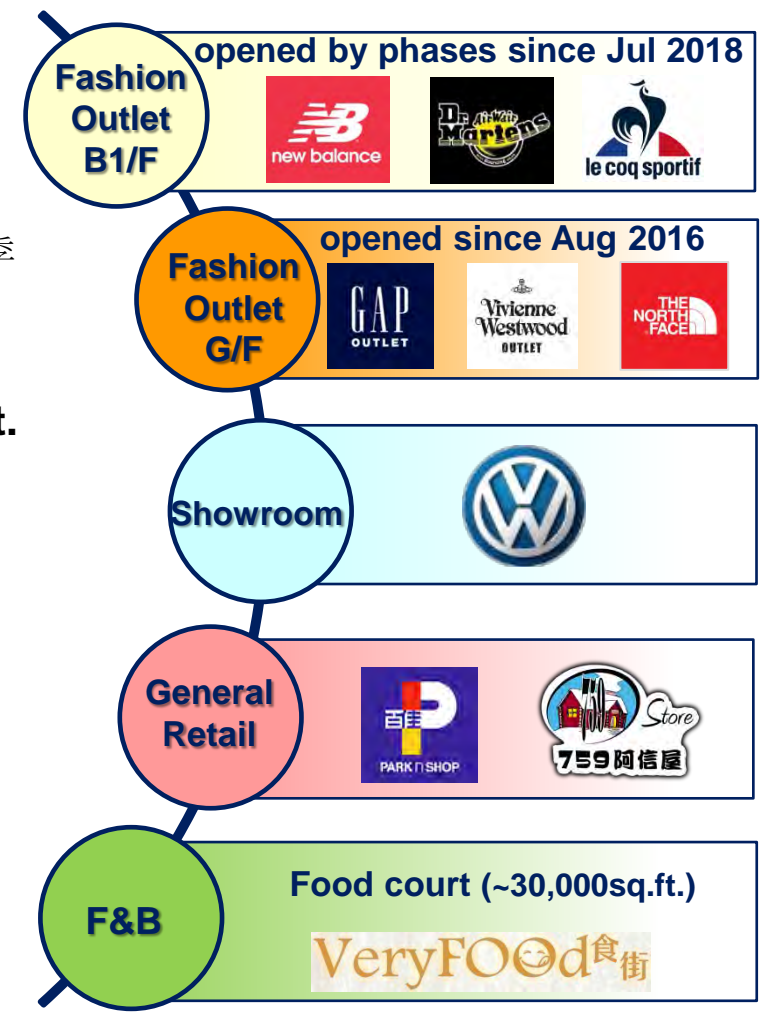 opened by phases since Jul 2018
Fashion
Outlet
B1/F
new balance
Dr. AirWair
Martens
le coq sportif
opened since Aug 2016
Fashion
Outlet
G/F
GAP
OUTLET
Vivienne
Westwood
OUTLET
THE
NORTH
FACE
t.
Showroom
General
Retail
百佳
PARK N SHOP
759
Store
759阿信屋
F&B
Food court (~30,000sq.ft.)
VeryFOOd食街